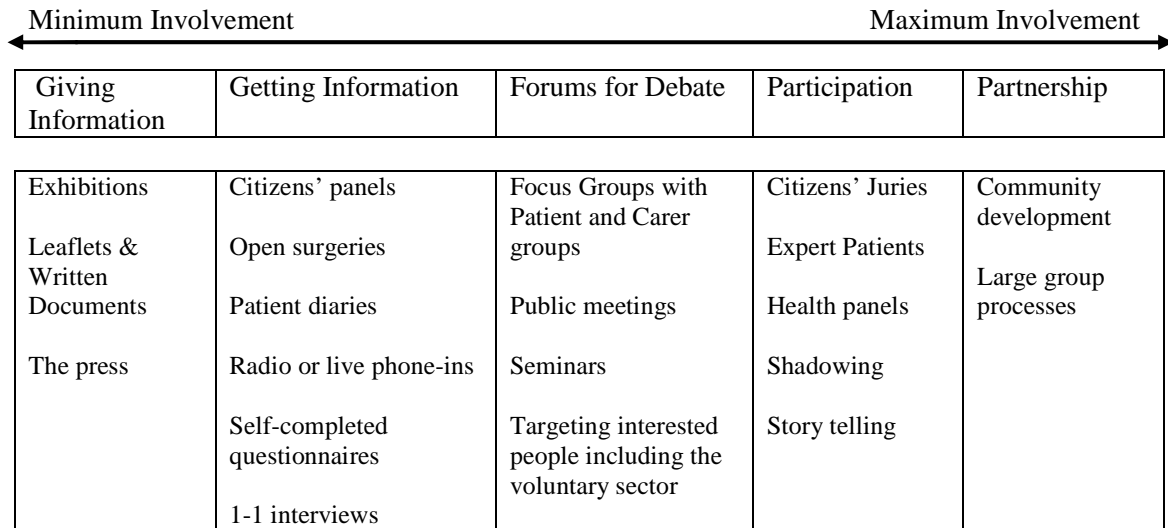 Minimum Involvement Maximum Involvement
Giving
Information
Getting Information
Forums for Debate
Participation
Partnership
Exhibitions
Leaflets &
Written
Documents
The press
Citizens' panels
Open surgeries
Patient diaries
Radio or live phone-ins
Self-completed
questionnaires
1-1 interviews
Focus Groups with
Patient and Carer
groups
Public meetings
Seminars
Targeting interested
people including the
voluntary sector
Citizens' Juries
Expert Patients
Health panels
Shadowing
Story telling
Community
development
Large group
processes